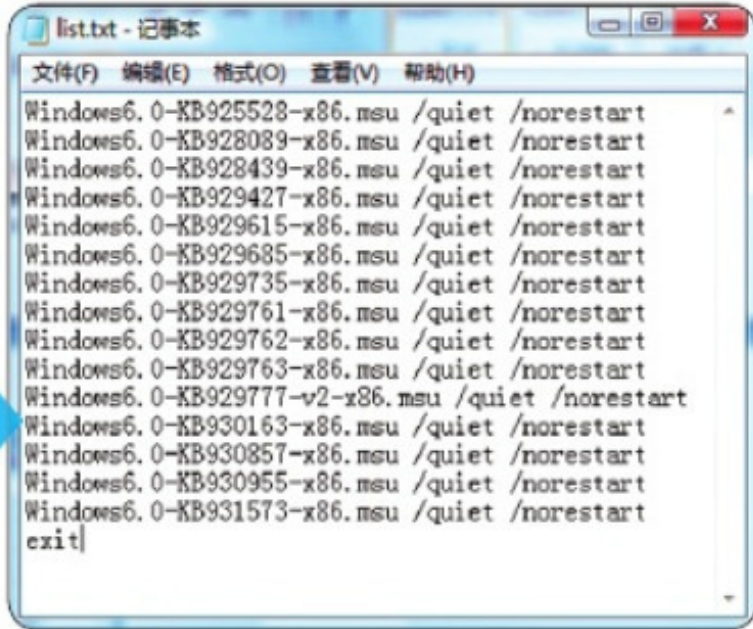 list.txt - 记事本
文件(F) 编辑(E) 格式(O) 查看(V) 帮助(H)
Windows6.0-KB925528-x86.msu /quiet /norestart
Windows6.0-KB928089-x86.msu /quiet /norestart
Windows6.0-KB928439-x86.msu /quiet /norestart
Windows6.0-KB929427-x86.msu /quiet /norestart
Windows6.0-KB929615-x86.msu /quiet /norestart
Windows6.0-KB929685-x86.msu /quiet /norestart
Windows6.0-KB929735-x86.msu /quiet /norestart
Windows6.0-KB929761-x86.msu /quiet /norestart
Windows6.0-KB929762-x86.msu /quiet /norestart
Windows6.0-KB929763-x86.msu /quiet /norestart
Windows6.0-KB929777-v2-x86.msu /quiet /norestart
Windows6.0-KB930163-x86.msu /quiet /norestart
Windows6.0-KB930857-x86.msu /quiet /norestart
Windows6.0-KB930955-x86.msu /quiet /norestart
Windows6.0-KB931573-x86.msu /quiet /norestart
exit